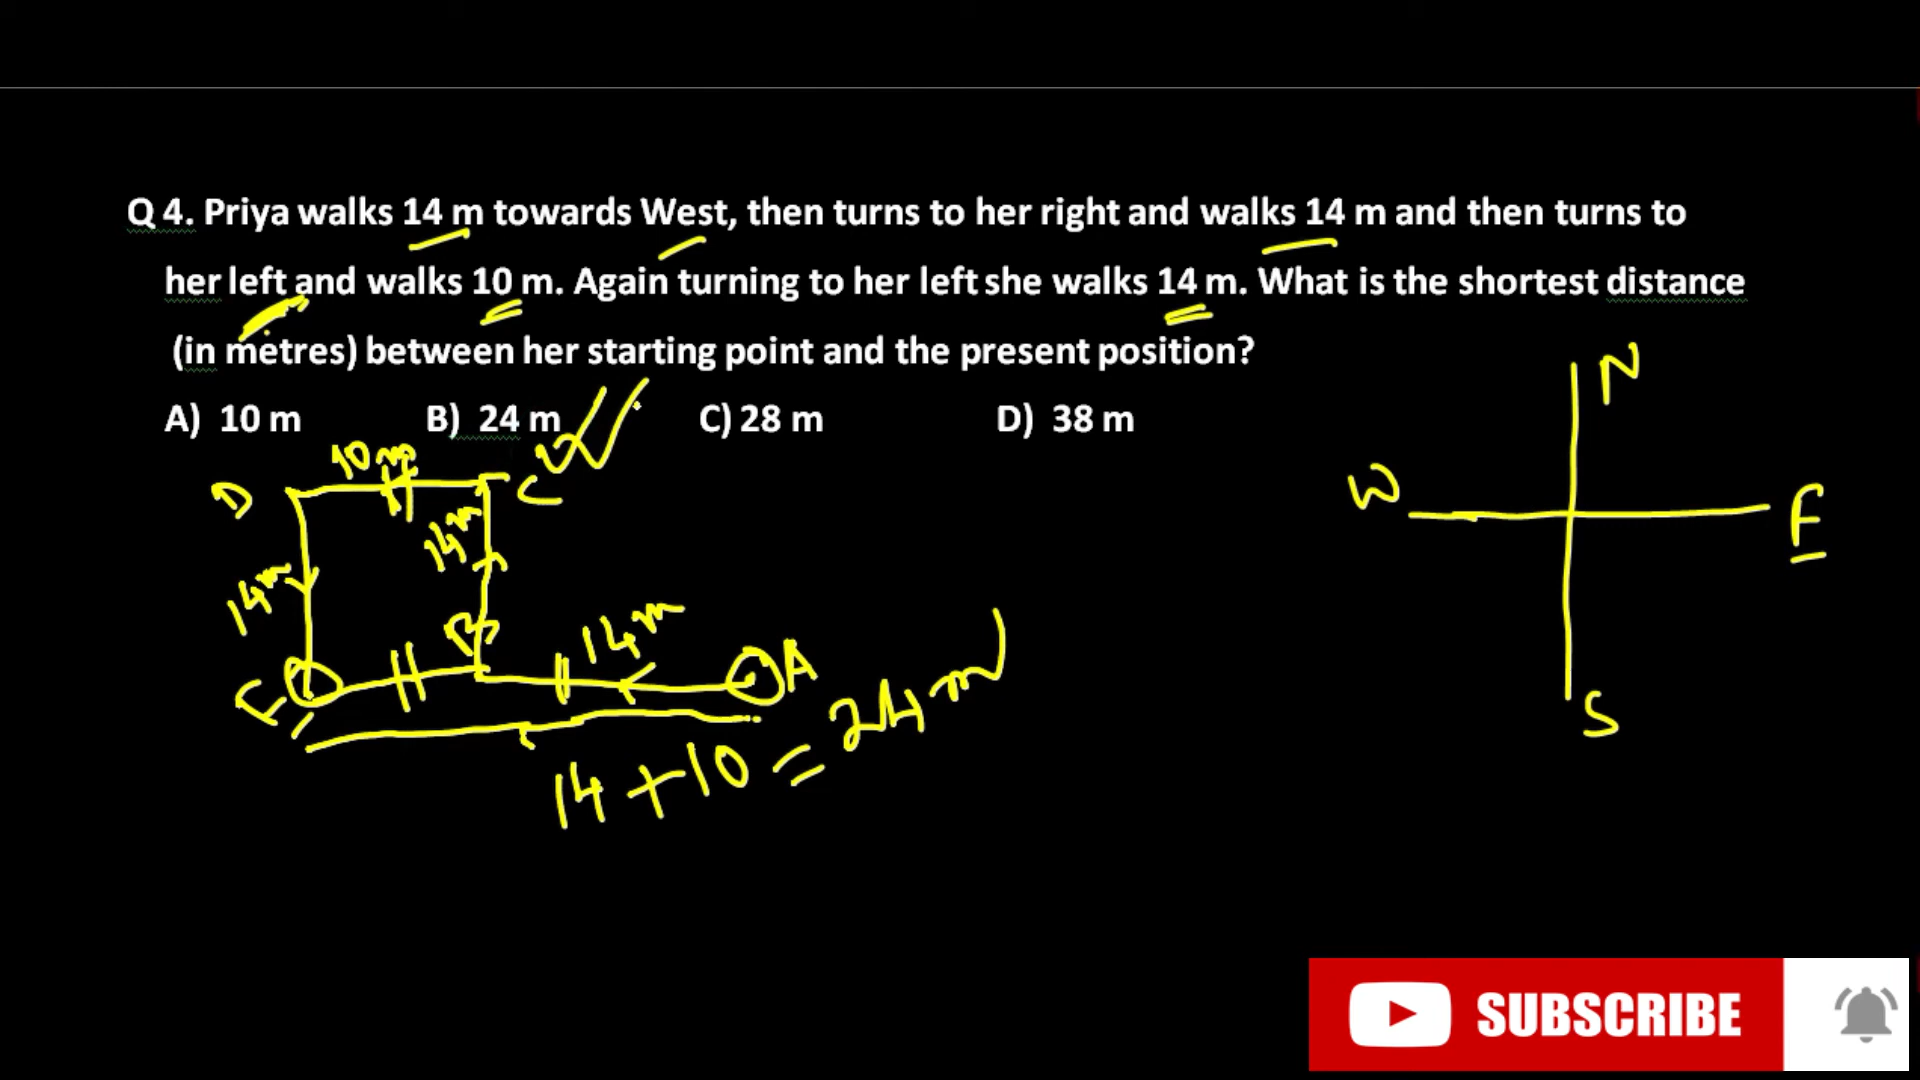 Q 4. Priya walks 14 m towards West, then turns to her right and walks 14 m and then turns to
her left and walks 10 m. Again turning to her left she walks 14 m. What is the shortest distance
(in metres) between her starting point and the present position?
A) 10 m B) 24 m C) 28 m D) 38 m
N
10 m
D C
W E
14m
14m
B 14m A
S
14 + 10 = 24 m
SUBSCRIBE